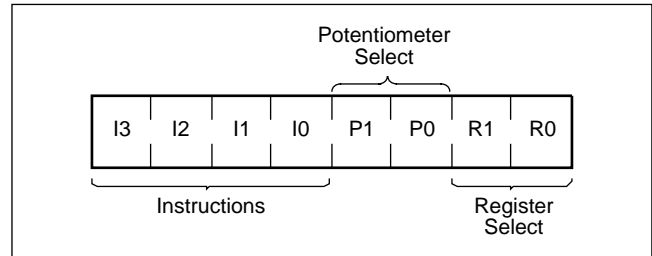 Potentiometer
Select
I3 I2 I1 I0 P1 P0 R1 R0
Instructions
Register
Select